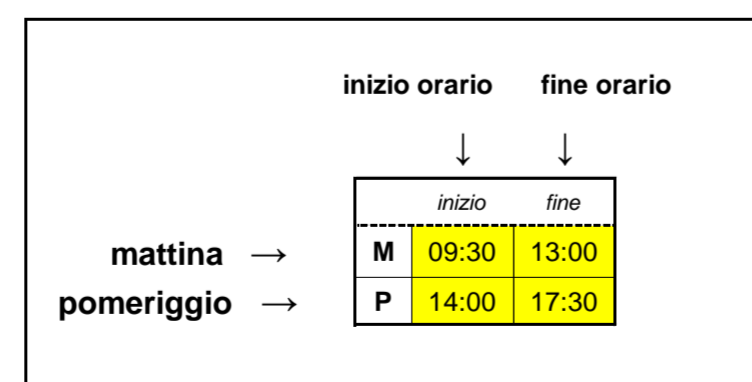 inizio orario fine orario
↓ ↓
inizio fine
mattina → M 09:30 13:00
pomeriggio → P 14:00 17:30